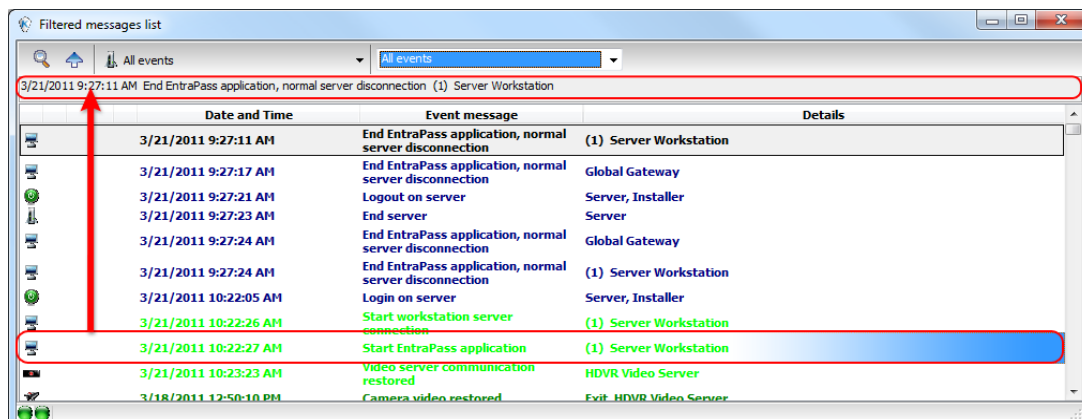 Filtered messages list
All events All events
3/21/2011 9:27:11 AM End EntraPass application, normal server disconnection (1) Server Workstation
Date and Time Event message Details
3/21/2011 9:27:11 AM End EntraPass application, normal server disconnection (1) Server Workstation
3/21/2011 9:27:17 AM End EntraPass application, normal server disconnection Global Gateway
3/21/2011 9:27:21 AM Logout on server Server, Installer
3/21/2011 9:27:23 AM End server Server
3/21/2011 9:27:24 AM End EntraPass application, normal server disconnection Global Gateway
3/21/2011 9:27:24 AM End EntraPass application, normal server disconnection (1) Server Workstation
3/21/2011 10:22:05 AM Login on server Server, Installer
3/21/2011 10:22:26 AM Start workstation server connection (1) Server Workstation
3/21/2011 10:22:27 AM Start EntraPass application (1) Server Workstation
3/21/2011 10:23:23 AM Video server communication restored HDVR Video Server
3/18/2011 12:50:10 PM Camera video restored Exit, HDVR Video Server